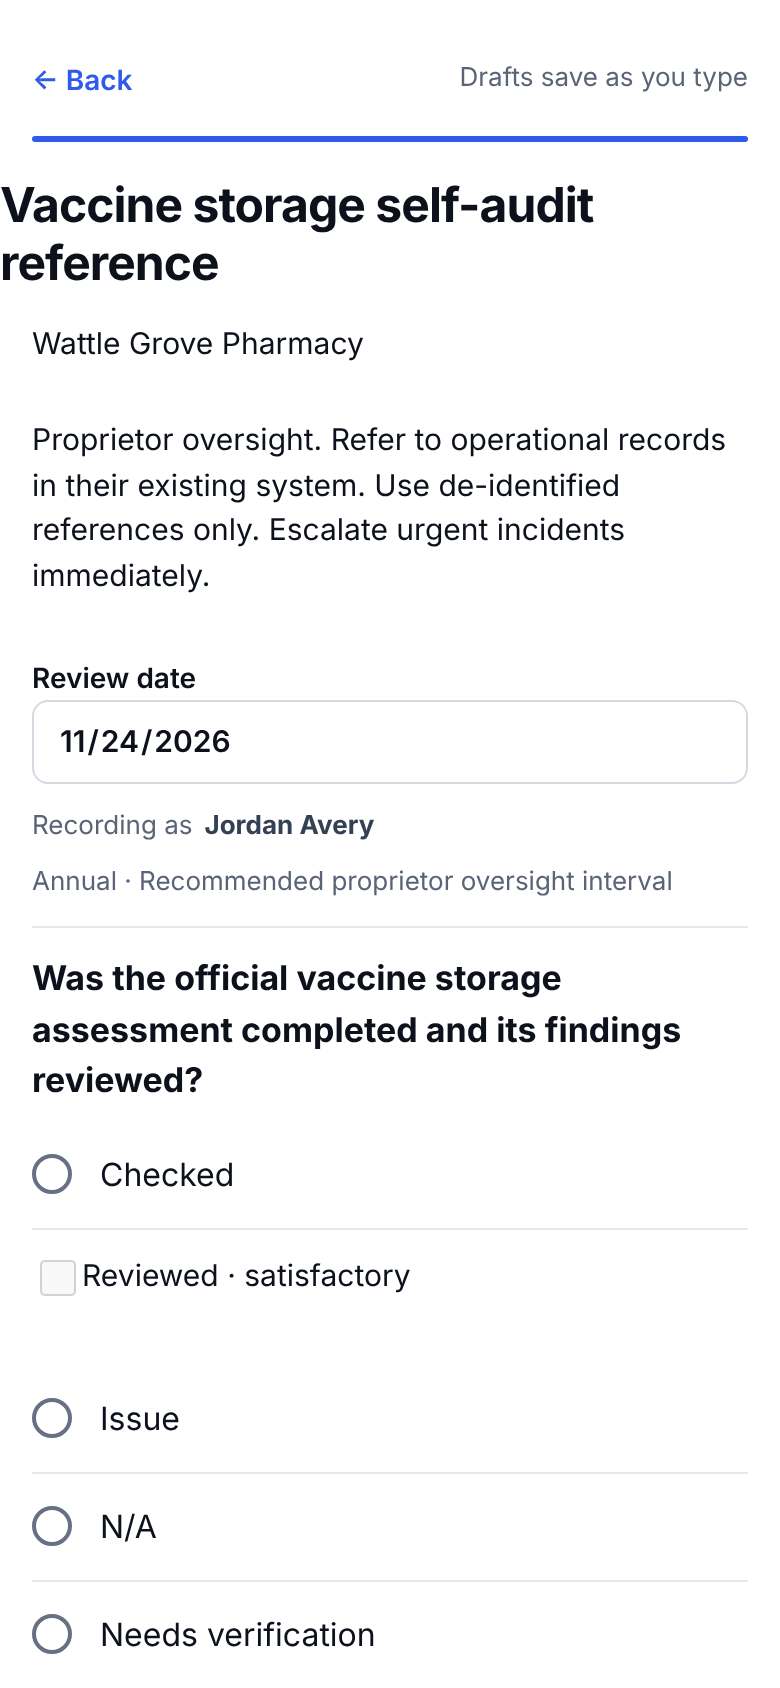 ← Back
Drafts save as you type
Vaccine storage self-audit
reference
Wattle Grove Pharmacy
Proprietor oversight. Refer to operational records
in their existing system. Use de-identified
references only. Escalate urgent incidents
immediately.
Review date
11/24/2026
Recording as Jordan Avery
Annual · Recommended proprietor oversight interval
Was the official vaccine storage
assessment completed and its findings
reviewed?
Checked
Reviewed · satisfactory
Issue
N/A
Needs verification